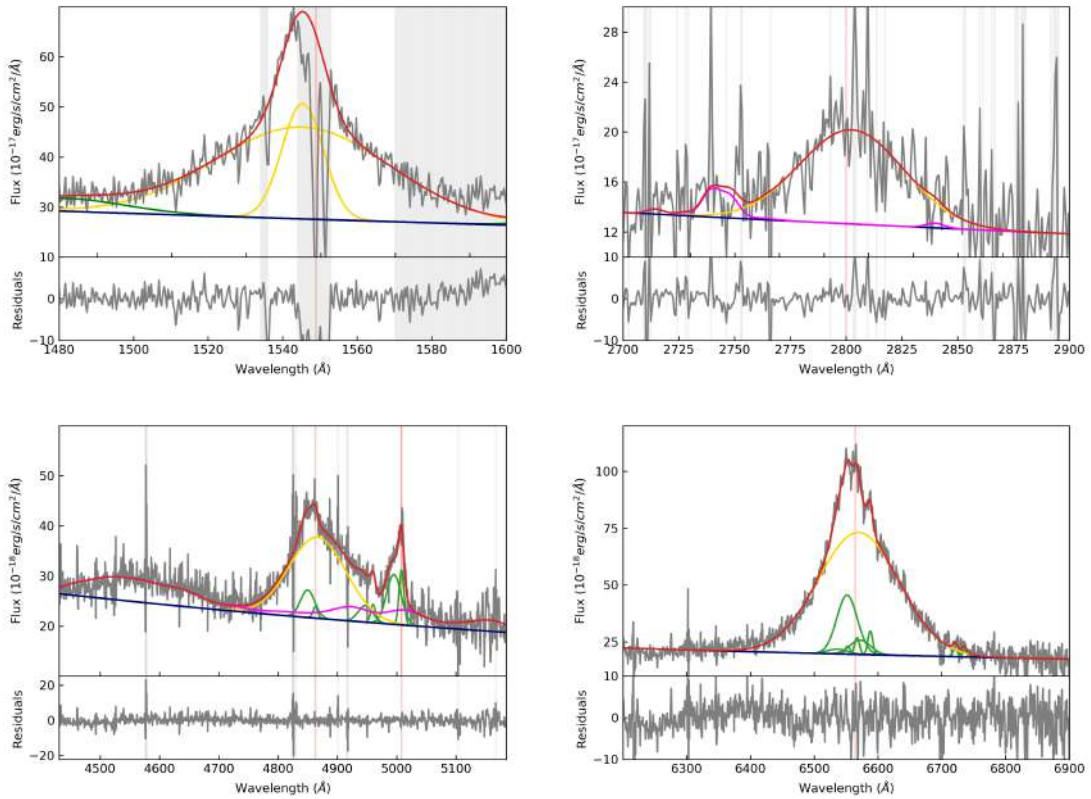 Flux (10⁻¹⁷erg/s/cm²/Å)
60
50
40
30
Residuals
10
0
−10
1480 1500 1520 1540 1560 1580 1600
Wavelength (Å)
Flux (10⁻¹⁷erg/s/cm²/Å)
28
24
20
16
12
Residuals
10
0
−10
2700 2725 2750 2775 2800 2825 2850 2875 2900
Wavelength (Å)
Flux (10⁻¹⁸erg/s/cm²/Å)
50
40
30
20
Residuals
20
0
−20
4500 4600 4700 4800 4900 5000 5100
Wavelength (Å)
Flux (10⁻¹⁸erg/s/cm²/Å)
100
75
50
25
Residuals
10
0
−10
6300 6400 6500 6600 6700 6800 6900
Wavelength (Å)